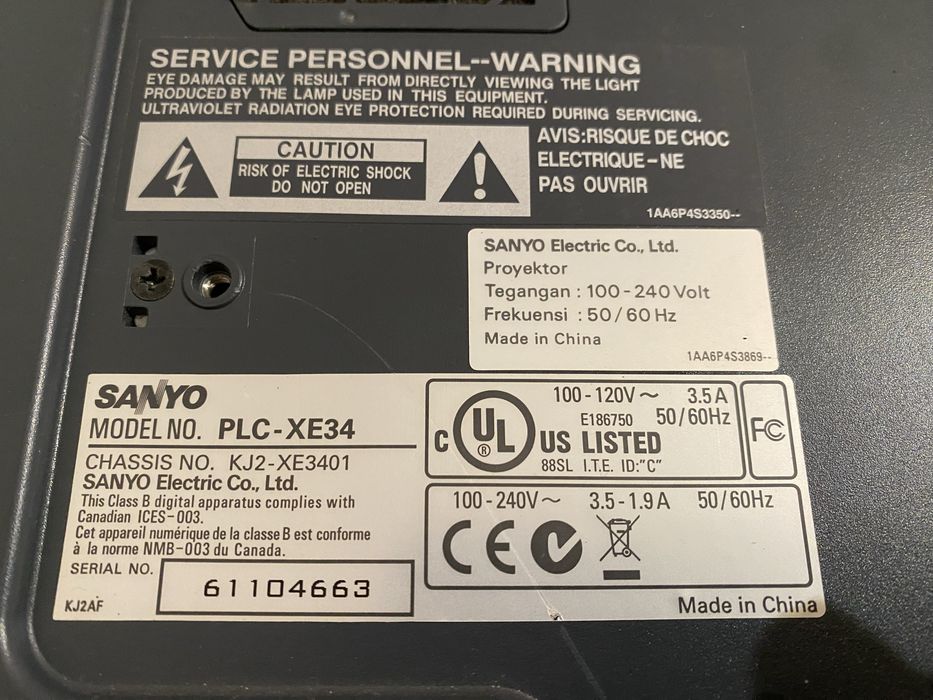 SERVICE PERSONNEL--WARNING
EYE DAMAGE MAY RESULT FROM DIRECTLY VIEWING THE LIGHT
PRODUCED BY THE LAMP USED IN THIS EQUIPMENT.
ULTRAVIOLET RADIATION EYE PROTECTION REQUIRED DURING SERVICING.
CAUTION
RISK OF ELECTRIC SHOCK
DO NOT OPEN
AVIS:RISQUE DE CHOC
ELECTRIQUE-NE
PAS OUVRIR
1AA6P4S3350--
SANYO Electric Co., Ltd.
Proyektor
Tegangan : 100-240 Volt
Frekuensi : 50/60 Hz
Made in China
1AA6P4S3869--
SANYO
MODEL NO. PLC-XE34
CHASSIS NO. KJ2-XE3401
SANYO Electric Co., Ltd.
This Class B digital apparatus complies with
Canadian ICES-003.
Cet appareil numérique de la classe B est conforme
à la norme NMB-003 du Canada.
SERIAL NO. 61104663
KJ2AF
100-120V~ 3.5A
E186750 50/60Hz
C UL ® US LISTED
88SL I.T.E. ID:"C"
FC
100-240V~ 3.5-1.9A 50/60Hz
CE
Made in China